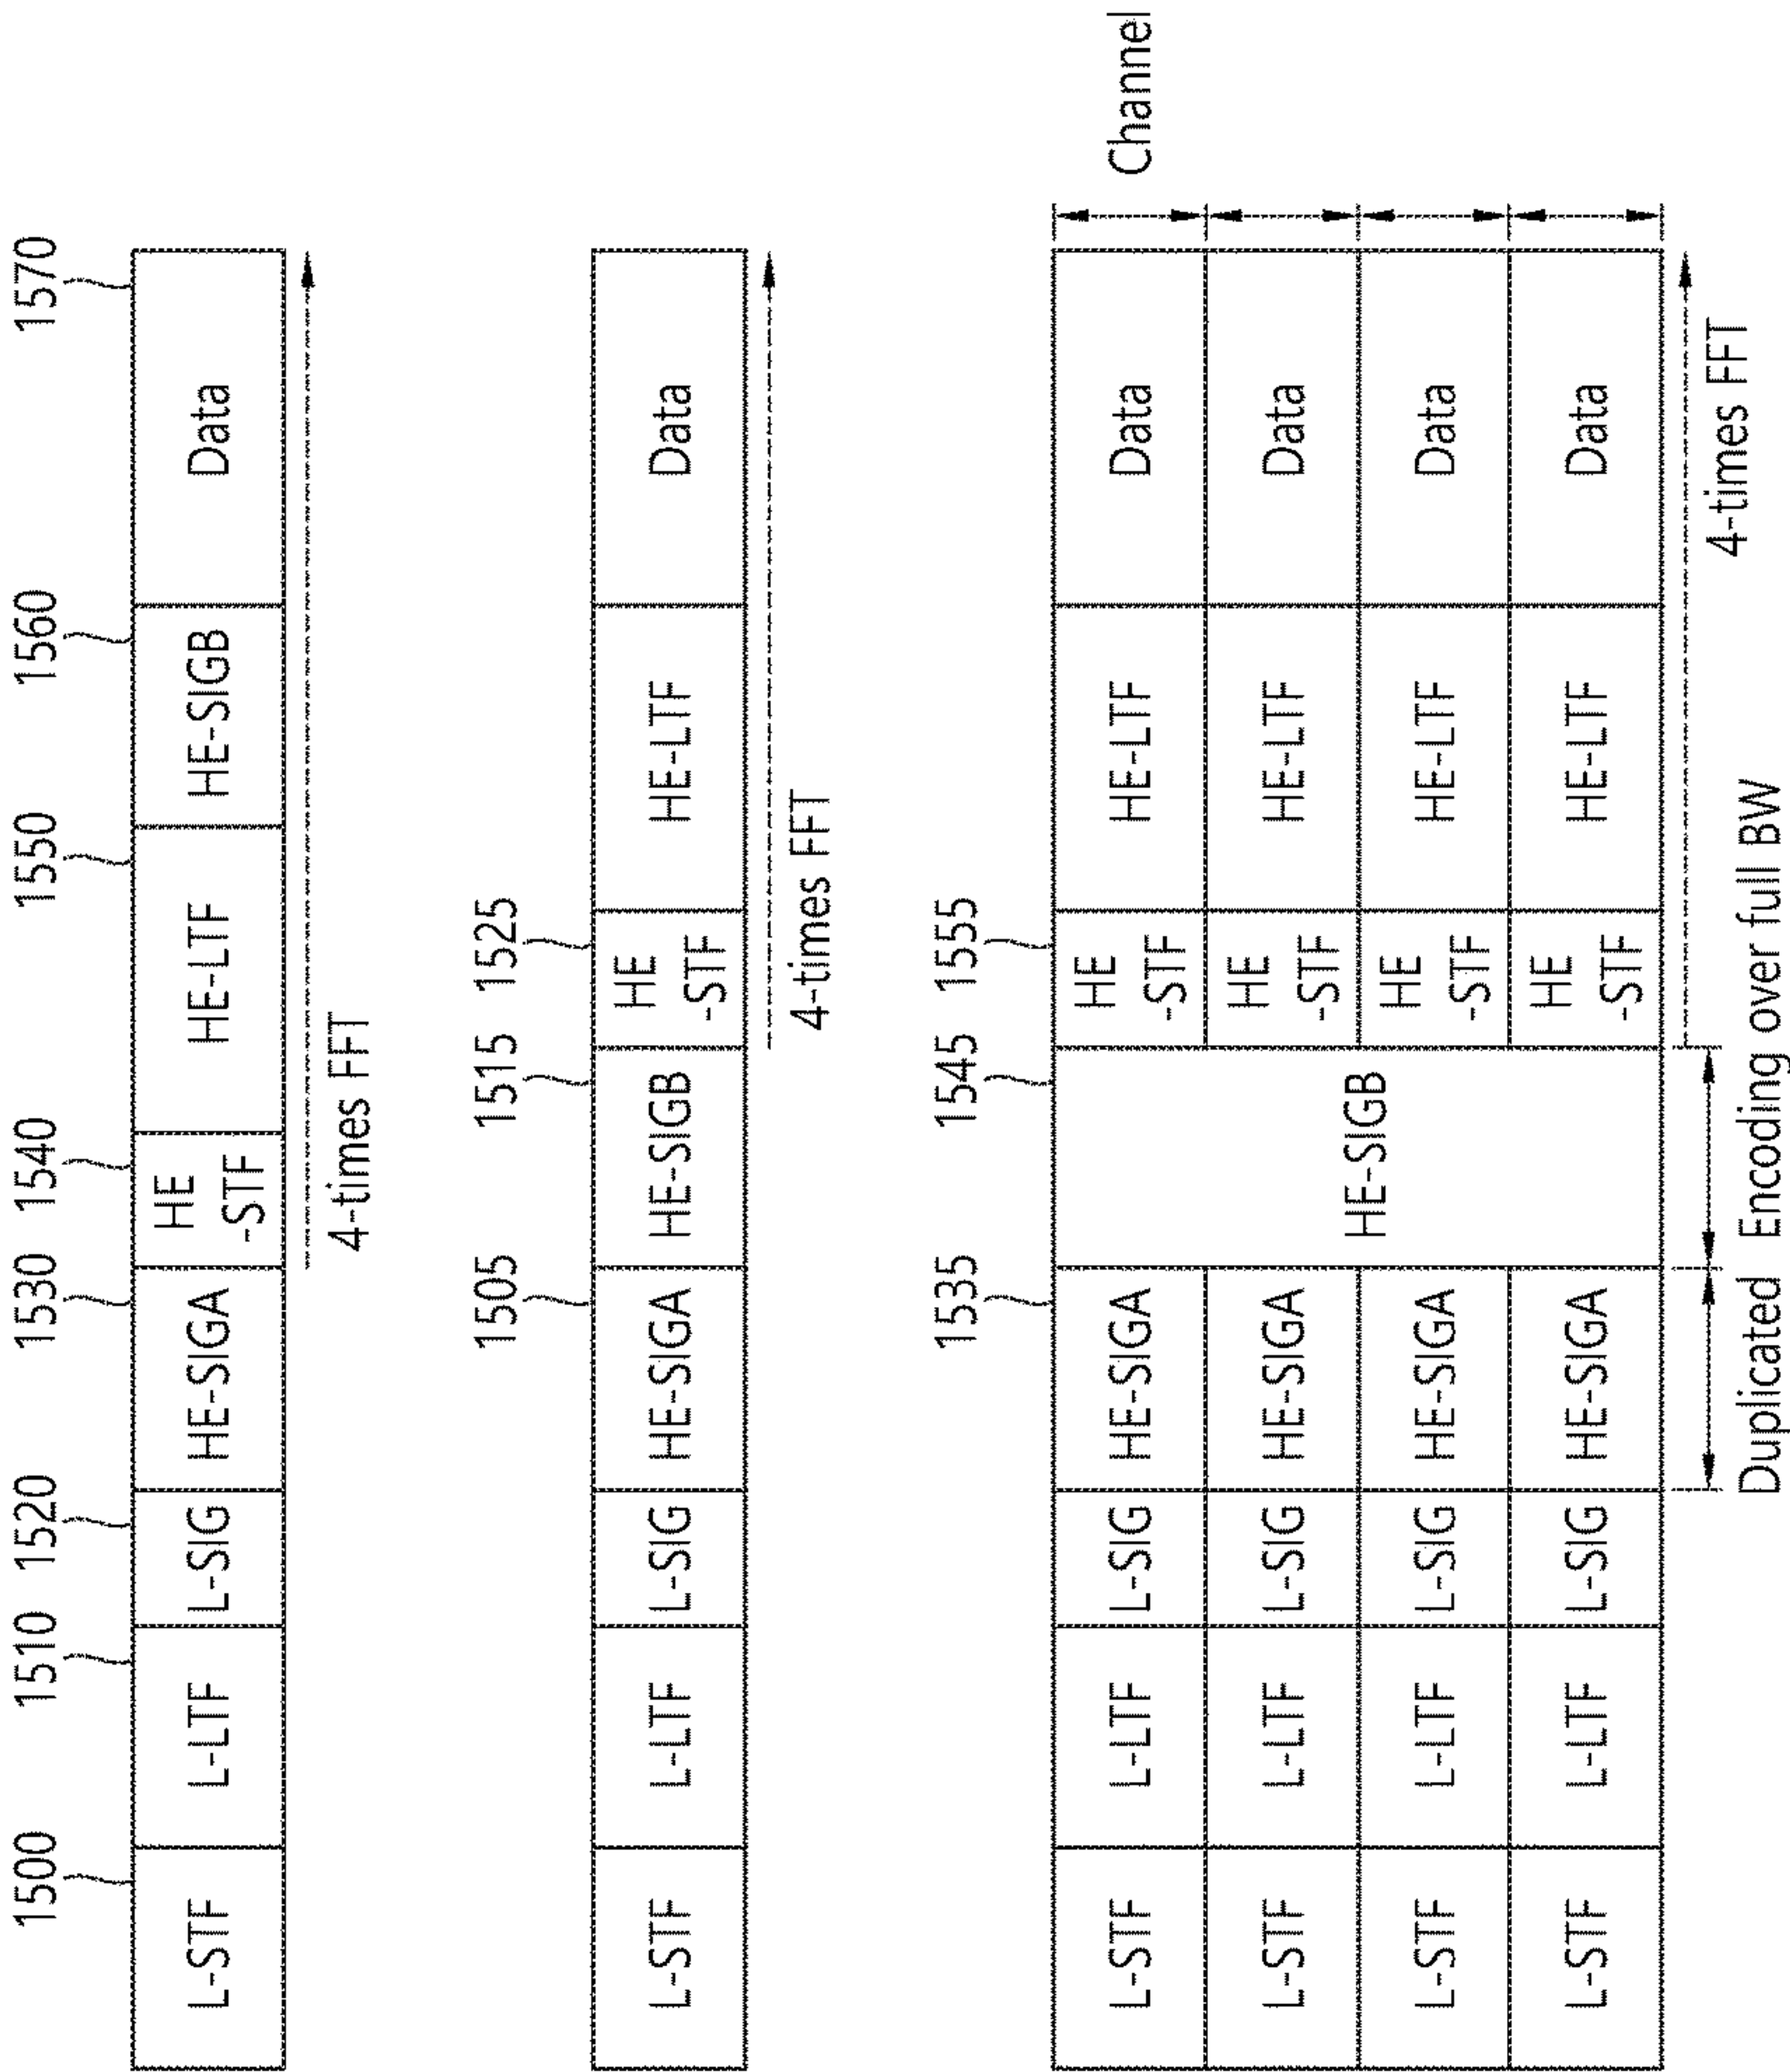 1500 1510 1520 1530 1540 1550 1560 1570
L-STF L-LTF L-SIG HE-SIGA HE
-STF HE-LTF HE-SIGB Data
4-times FFT
1505 1515 1525
L-STF L-LTF L-SIG HE-SIGA HE-SIGB HE
-STF HE-LTF Data
4-times FFT
1535 1545 1555
L-STF L-LTF L-SIG HE-SIGA HE
-STF HE-LTF Data
L-STF L-LTF L-SIG HE-SIGA HE
-STF HE-LTF Data
HE-SIGB
L-STF L-LTF L-SIG HE-SIGA HE
-STF HE-LTF Data
L-STF L-LTF L-SIG HE-SIGA HE
-STF HE-LTF Data
Channel
4-times FFT
Duplicated Encoding over full BW